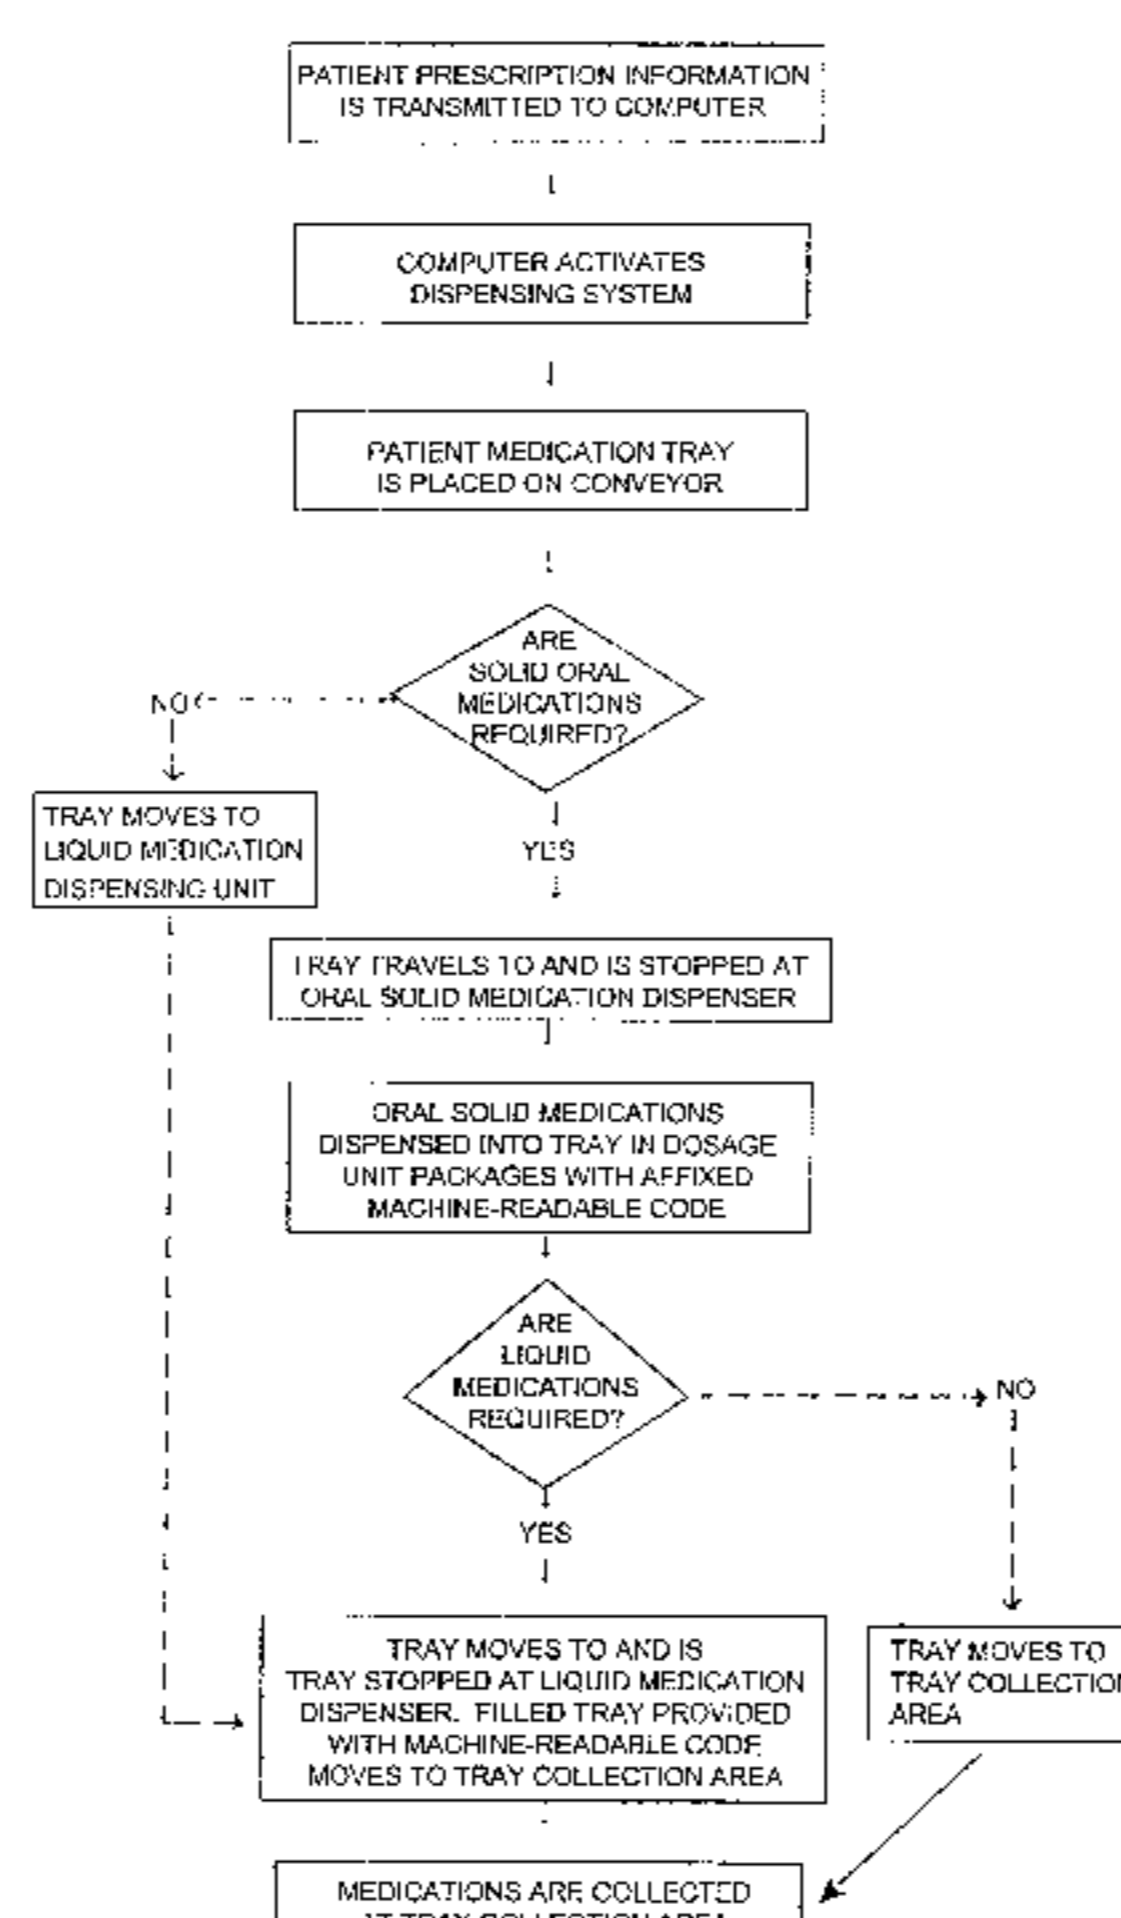 PATIENT PRESCRIPTION INFORMATION
IS TRANSMITTED TO COMPUTER
COMPUTER ACTIVATES
DISPENSING SYSTEM
PATIENT MEDICATION TRAY
IS PLACED ON CONVEYOR
ARE
SOLID ORAL
MEDICATIONS
REQUIRED?
NO
TRAY MOVES TO
LIQUID MEDICATION
DISPENSING UNIT
YES
TRAY TRAVELS TO AND IS STOPPED AT
ORAL SOLID MEDICATION DISPENSER
ORAL SOLID MEDICATIONS
DISPENSED INTO TRAY IN DOSAGE
UNIT PACKAGES WITH AFFIXED
MACHINE-READABLE CODE
ARE
LIQUID
MEDICATIONS
REQUIRED?
NO
YES
TRAY MOVES TO AND IS
TRAY STOPPED AT LIQUID MEDICATION
DISPENSER. FILLED TRAY PROVIDED
WITH MACHINE-READABLE CODE
MOVES TO TRAY COLLECTION AREA
TRAY MOVES TO
TRAY COLLECTION
AREA
MEDICATIONS ARE COLLECTED
AT TRAY COLLECTION AREA